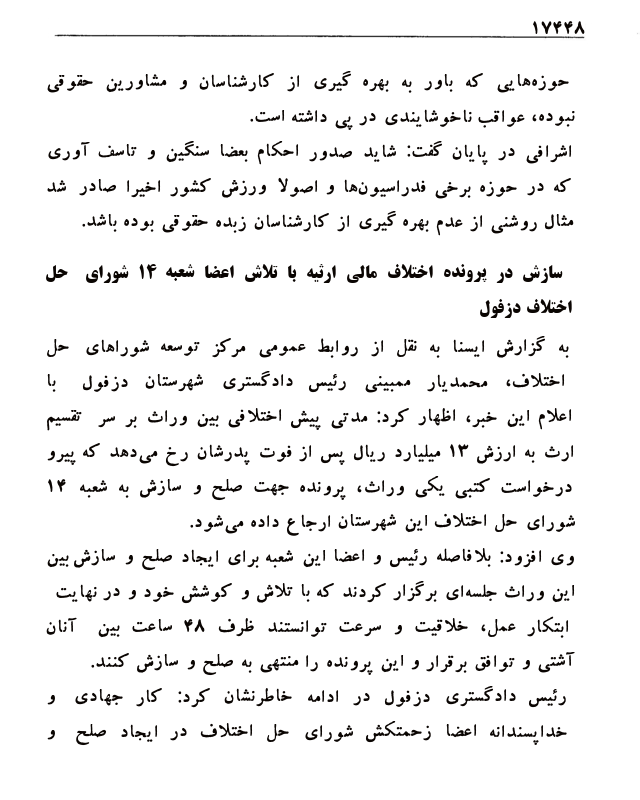 ۱۷۴۴۸
حوزه‌هایی که باور به بهره گیری از کارشناسان و مشاورین حقوقی
نبوده، عواقب ناخوشایندی در پی داشته است.
اشرافی در پایان گفت: شاید صدور احکام بعضا سنگین و تاسف آوری
که در حوزه برخی فدراسیون‌ها و اصولا ورزش کشور اخیرا صادر شد
مثال روشنی از عدم بهره گیری از کارشناسان زبده حقوقی بوده باشد.
سازش در پرونده اختلاف مالی ارثیه با تلاش اعضا شعبه ۱۴ شورای حل
اختلاف دزفول
به گزارش ایسنا به نقل از روابط عمومی مرکز توسعه شوراهای حل
اختلاف، محمدیار ممبینی رئیس دادگستری شهرستان دزفول با
اعلام این خبر، اظهار کرد: مدتی پیش اختلافی بین وراث بر سر تقسیم
ارث به ارزش ۱۳ میلیارد ریال پس از فوت پدرشان رخ می‌دهد که پیرو
درخواست کتبی یکی وراث، پرونده جهت صلح و سازش به شعبه ۱۴
شورای حل اختلاف این شهرستان ارجاع داده می‌شود.
وی افزود: بلافاصله رئیس و اعضا این شعبه برای ایجاد صلح و سازش بین
این وراث جلسه‌ای برگزار کردند که با تلاش و کوشش خود و در نهایت
ابتکار عمل، خلاقیت و سرعت توانستند ظرف ۴۸ ساعت بین آنان
آشتی و توافق برقرار و این پرونده را منتهی به صلح و سازش کنند.
رئیس دادگستری دزفول در ادامه خاطرنشان کرد: کار جهادی و
خداپسندانه اعضا زحمتکش شورای حل اختلاف در ایجاد صلح و